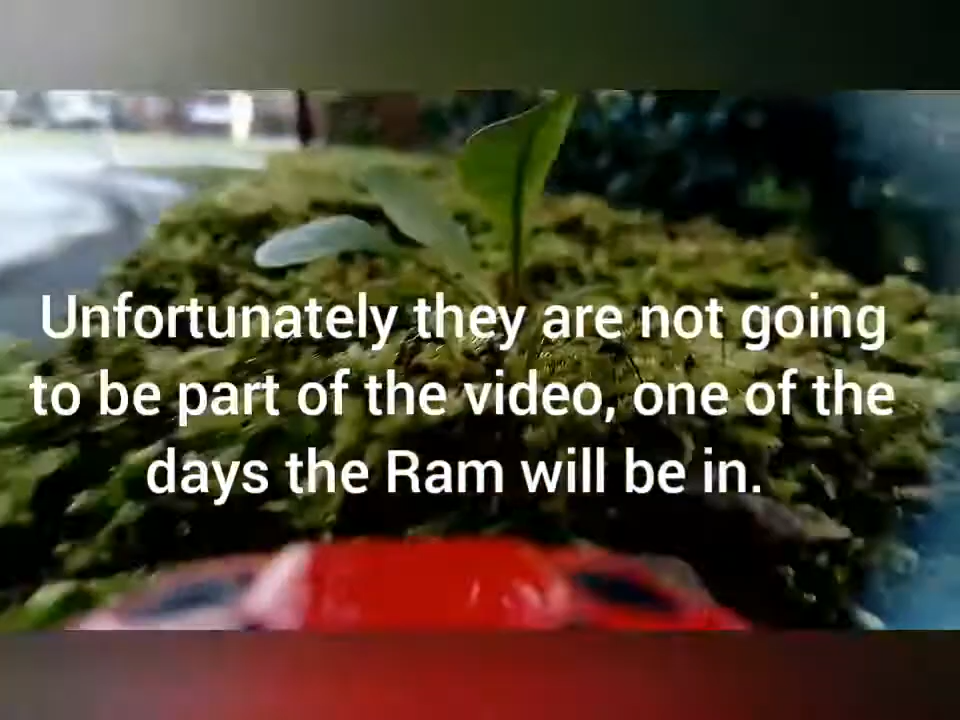 Unfortunately they are not going
to be part of the video, one of the
days the Ram will be in.